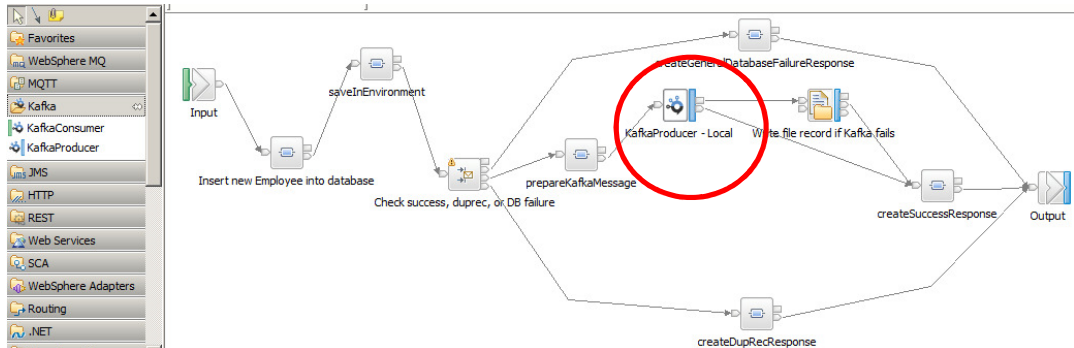 Favorites
WebSphere MQ
MQTT
Kafka
KafkaConsumer
KafkaProducer
JMS
HTTP
REST
Web Services
SCA
WebSphere Adapters
Routing
.NET
Input
Insert new Employee into database
saveInEnvironment
Check success, duprec, or DB failure
createGeneralDatabaseFailureResponse
prepareKafkaMessage
KafkaProducer - Local
Write file record if Kafka fails
createSuccessResponse
Output
createDupRecResponse